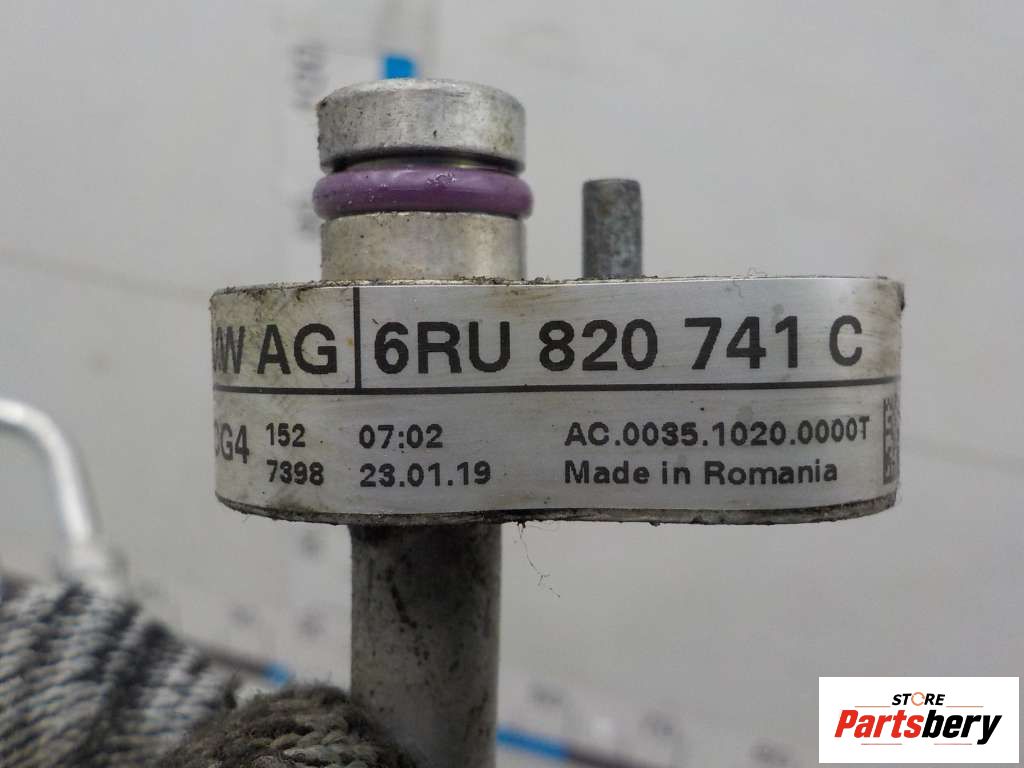 AG 6RU 820 741 C
152 07:02 AC.0035.1020.0000T
7398 23.01.19 Made in Romania
STORE
Partsbery